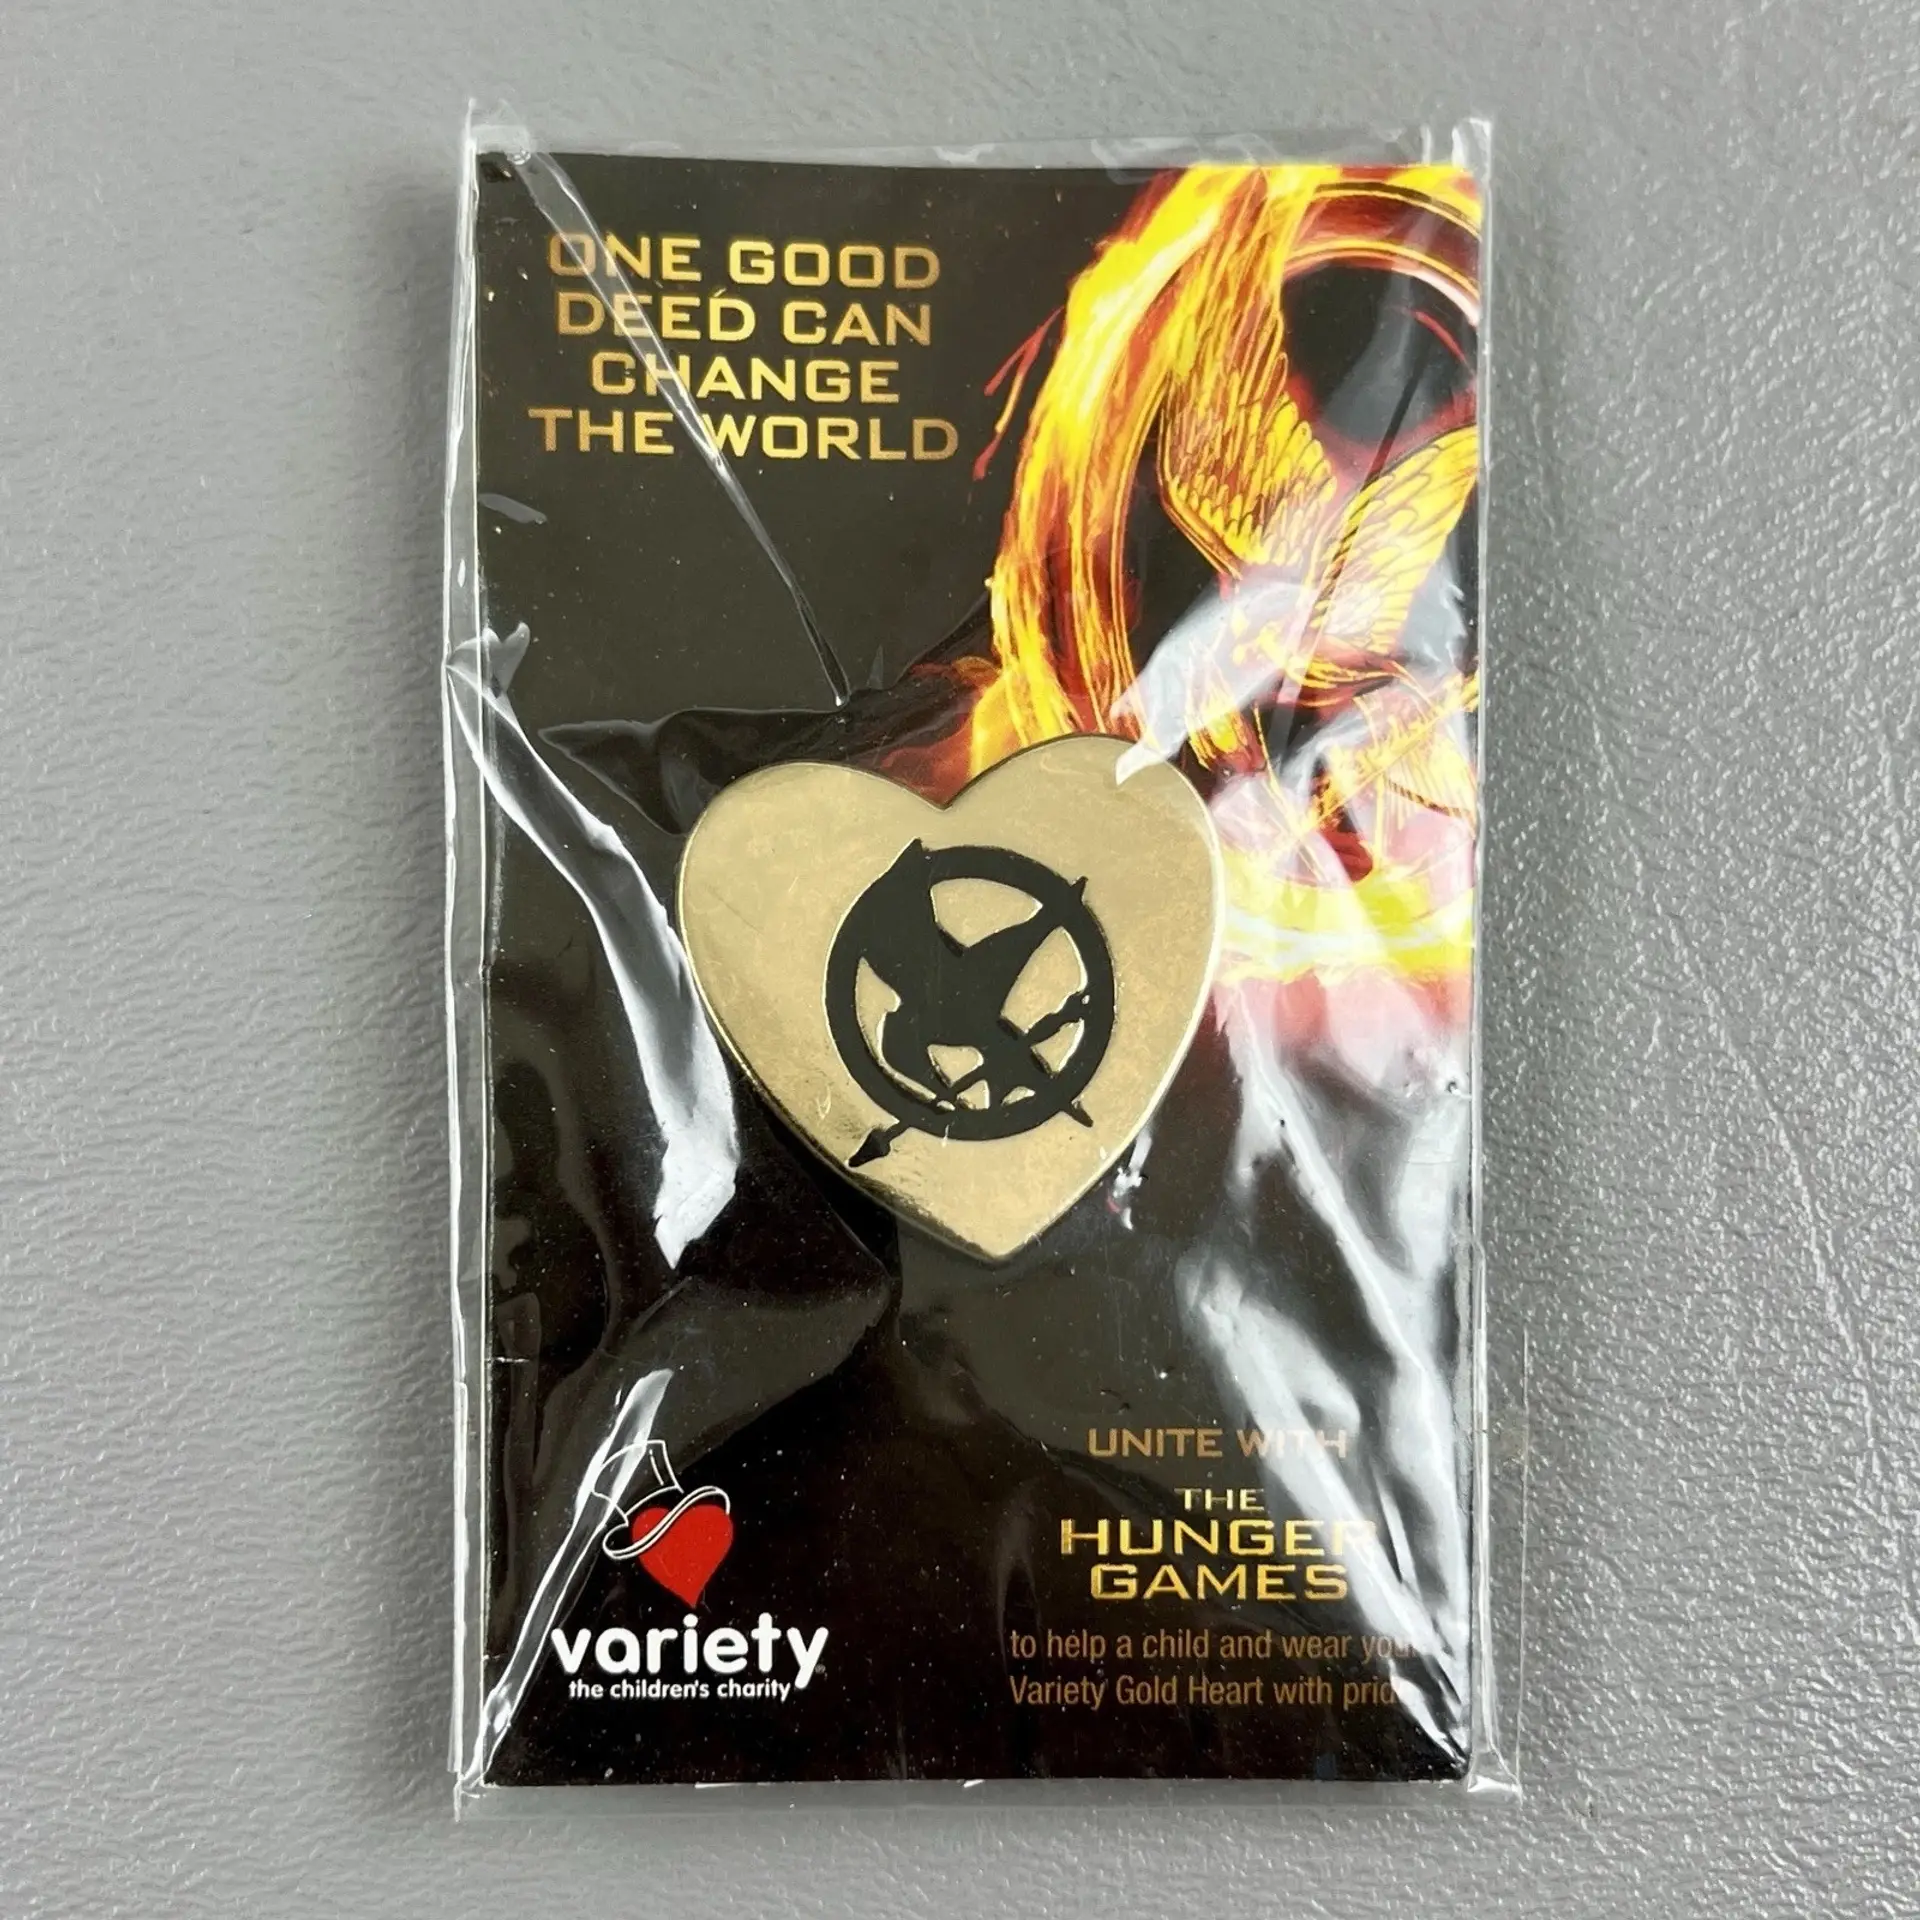 ONE GOOD
DEED CAN
CHANGE
THE WORLD
variety
the children's charity
UNITE WITH
THE
HUNGER
GAMES
to help a child and wear your
Variety Gold Heart with pride